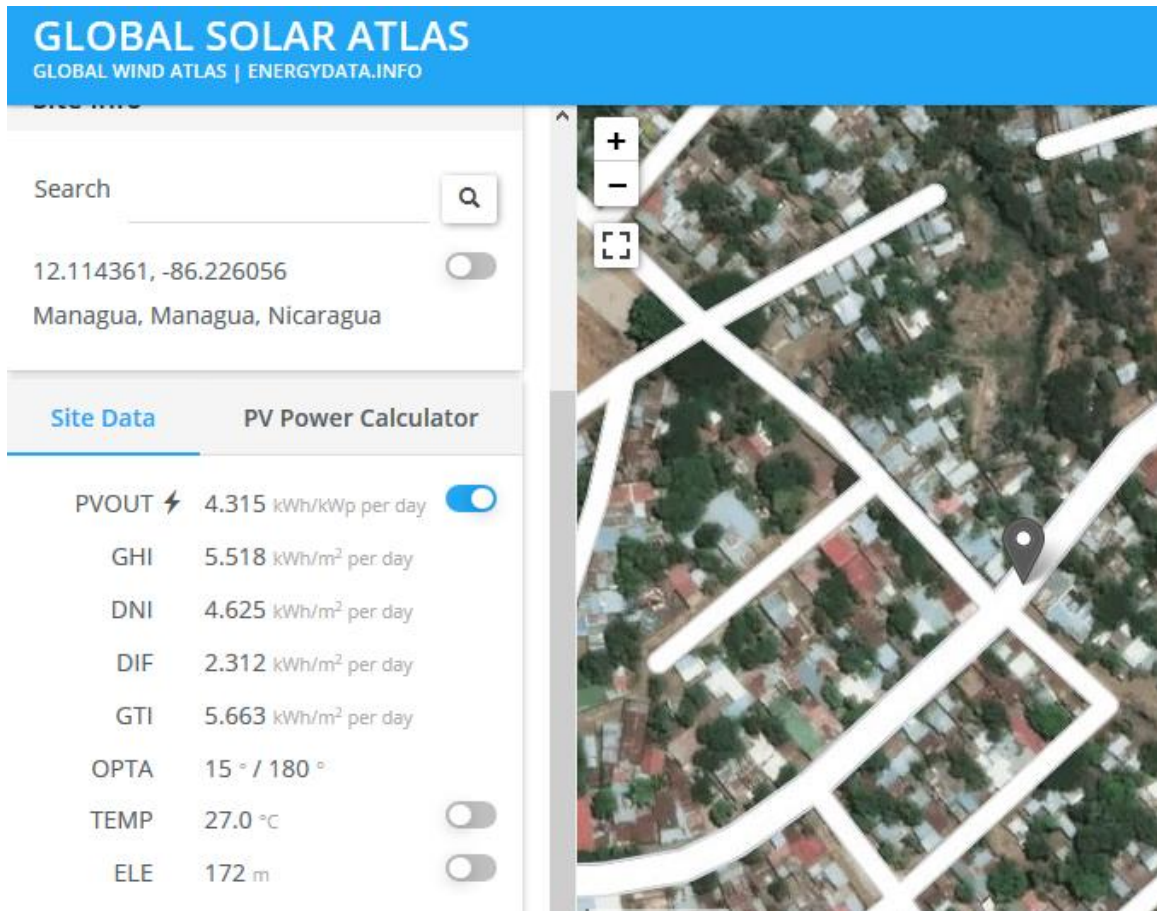 GLOBAL SOLAR ATLAS
GLOBAL WIND ATLAS | ENERGYDATA.INFO
Site Info
Search
12.114361, -86.226056
Managua, Managua, Nicaragua
Site Data PV Power Calculator
PVOUT 4.315 kWh/kWp per day
GHI 5.518 kWh/m² per day
DNI 4.625 kWh/m² per day
DIF 2.312 kWh/m² per day
GTI 5.663 kWh/m² per day
OPTA 15 ° / 180 °
TEMP 27.0 °C
ELE 172 m
+
−